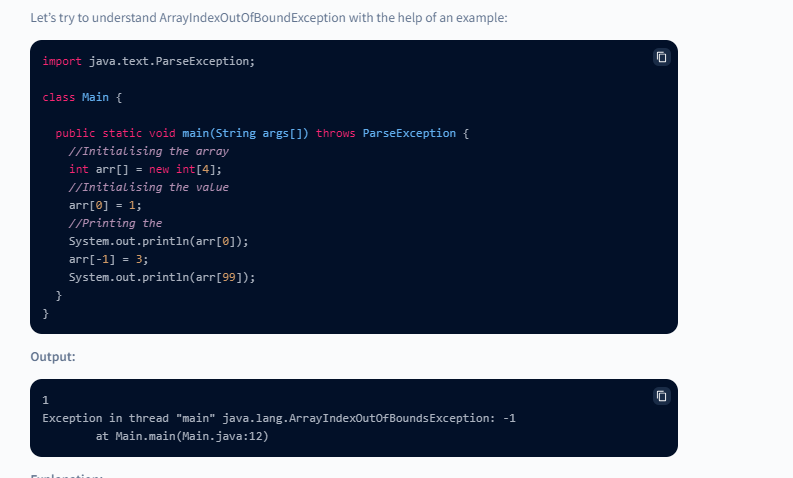 Let's try to understand ArrayIndexOutOfBoundException with the help of an example:
import java.text.ParseException;
class Main {
public static void main(String args[]) throws ParseException {
//Initialising the array
int arr[] = new int[4];
//Initialising the value
arr[0] = 1;
//Printing the
System.out.println(arr[0]);
arr[-1] = 3;
System.out.println(arr[99]);
}
}
Output:
1
Exception in thread "main" java.lang.ArrayIndexOutOfBoundsException: -1
at Main.main(Main.java:12)